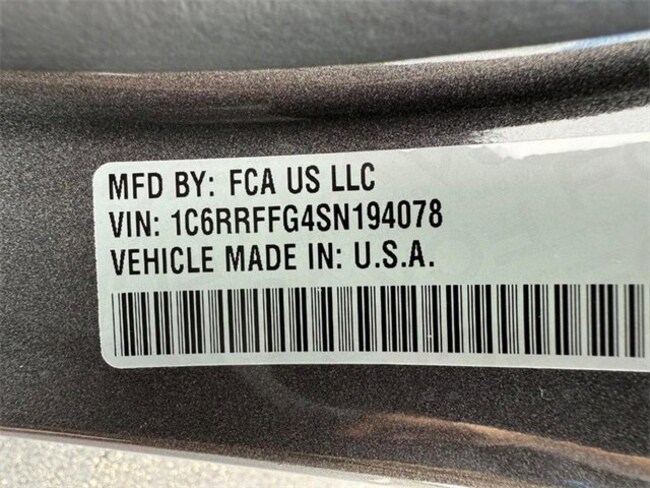 MFD BY: FCA US LLC
VIN: 1C6RRFFG4SN194078
VEHICLE MADE IN: U.S.A.